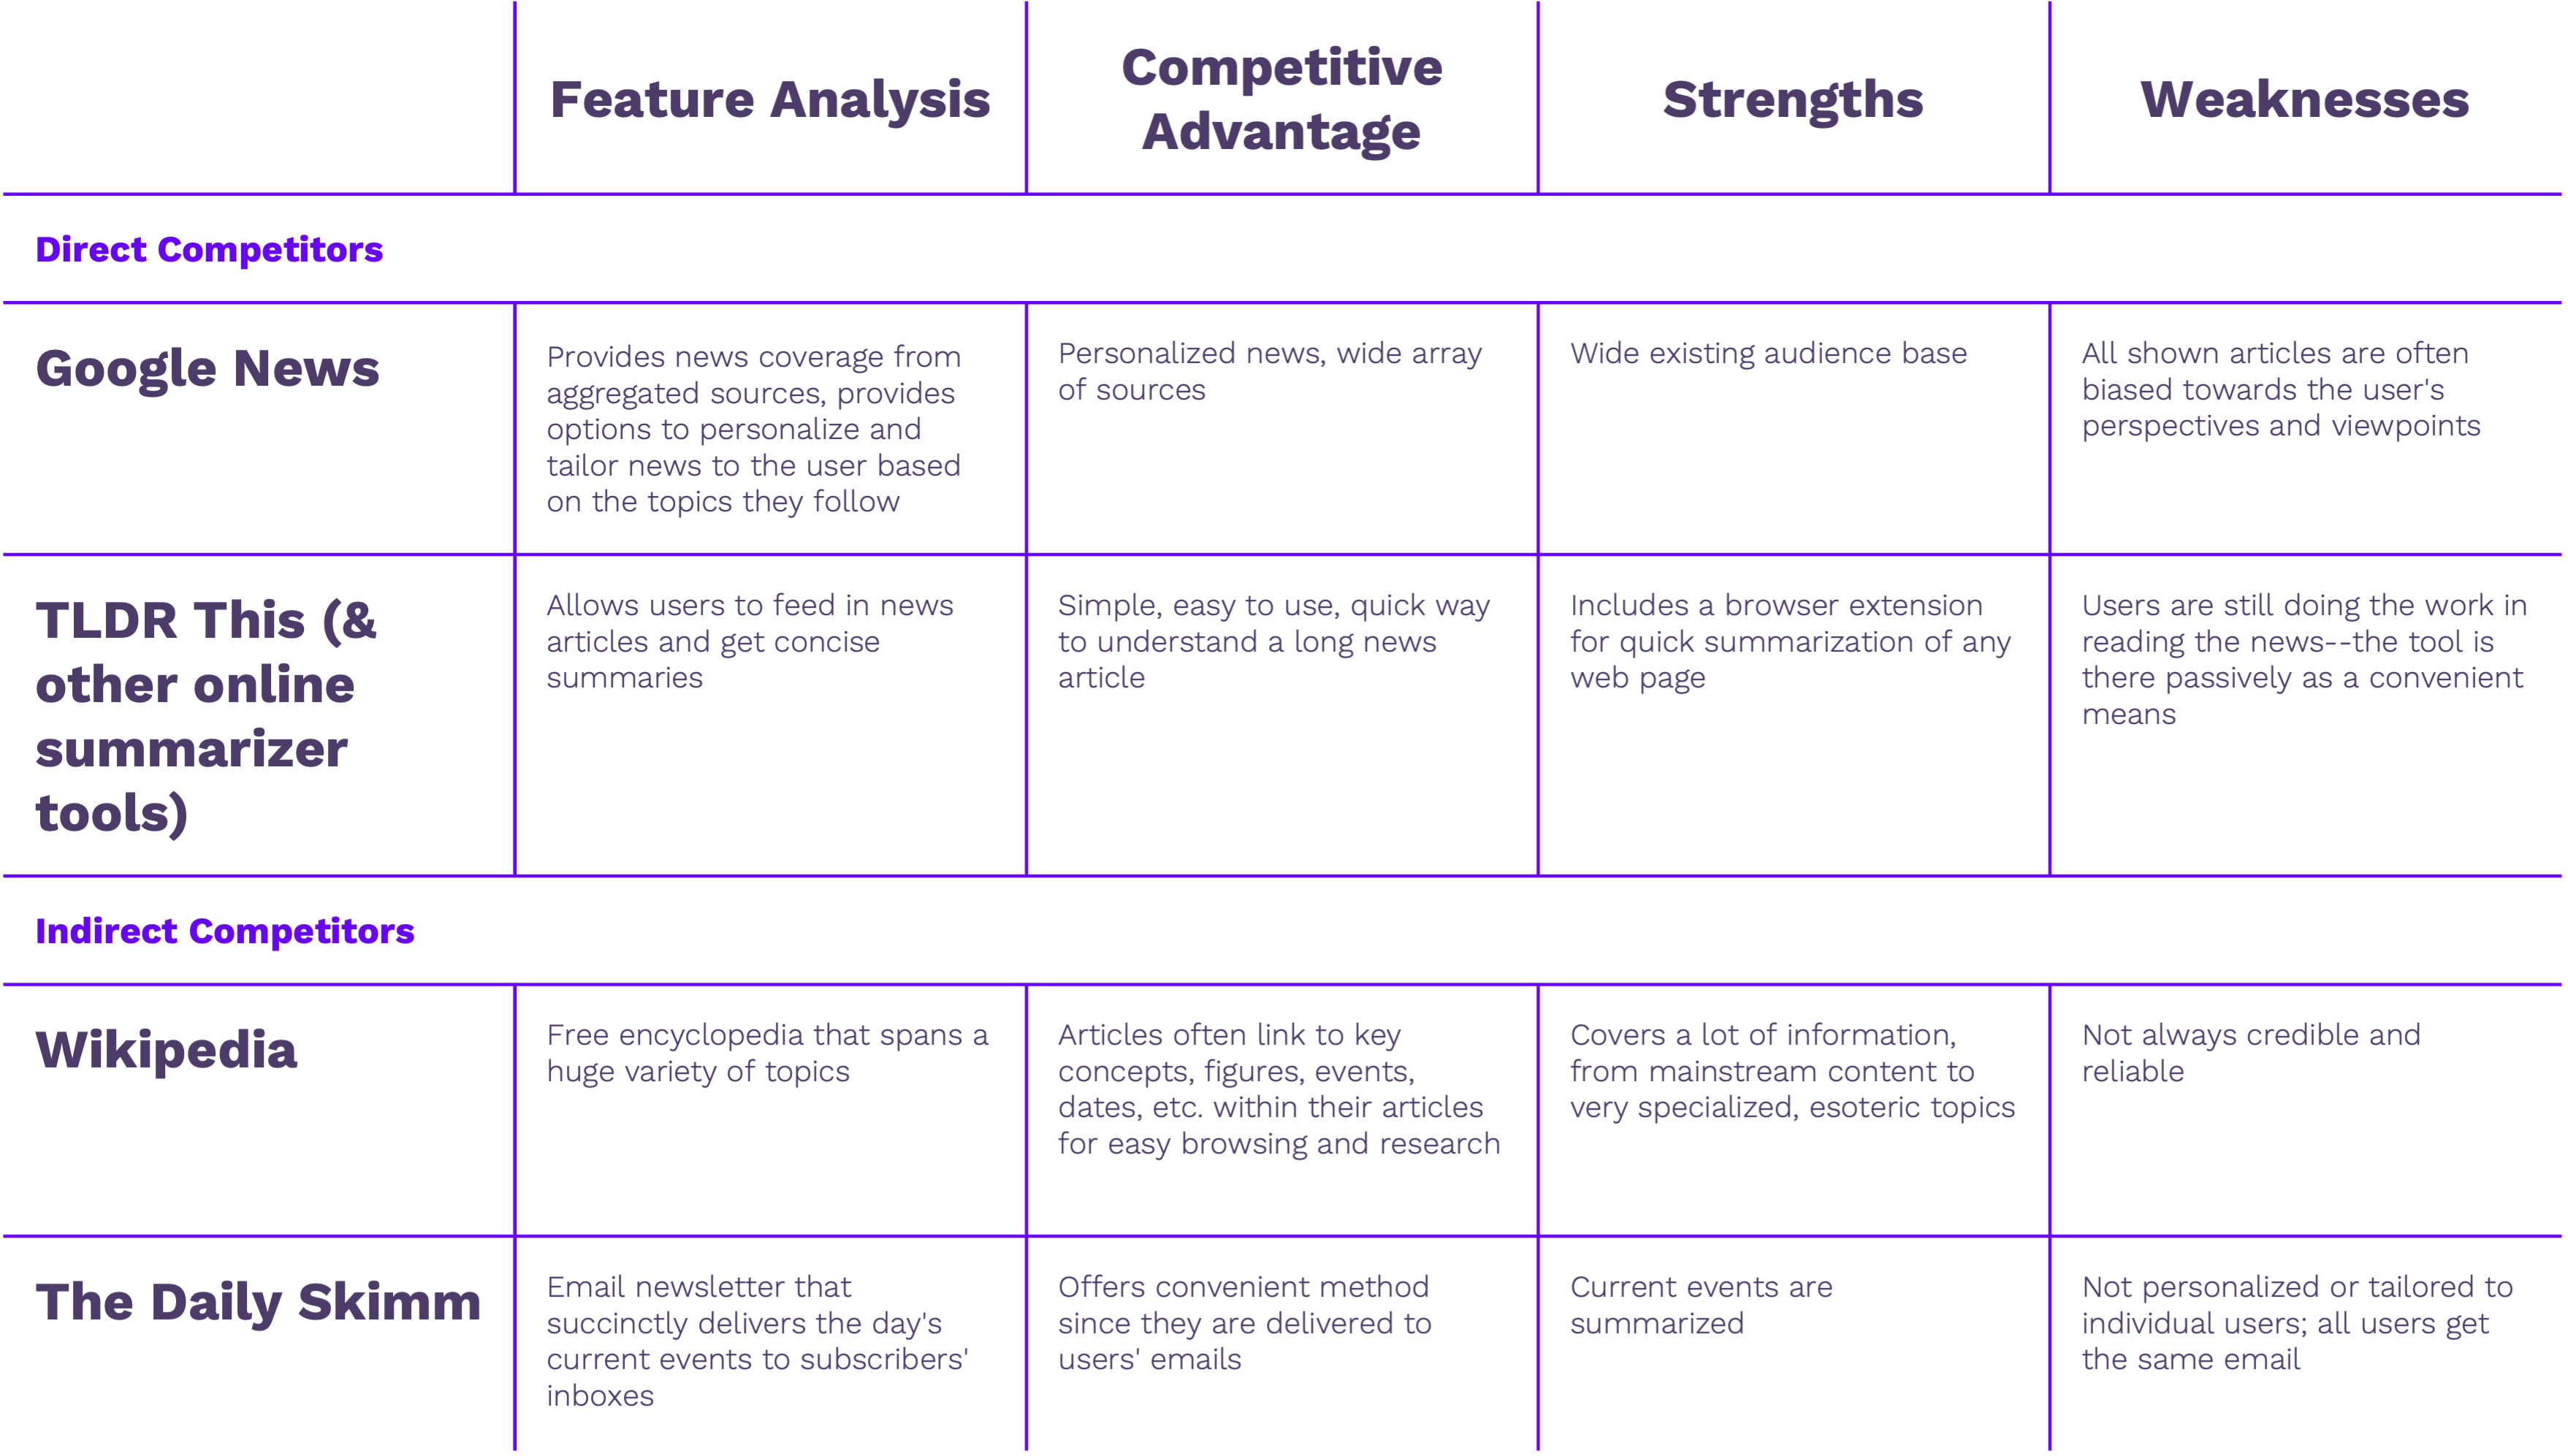 Feature Analysis
Competitive
Advantage
Strengths
Weaknesses
Direct Competitors
Google News
Provides news coverage from
aggregated sources, provides
options to personalize and
tailor news to the user based
on the topics they follow
Personalized news, wide array
of sources
Wide existing audience base
All shown articles are often
biased towards the user's
perspectives and viewpoints
TLDR This (&
other online
summarizer
tools)
Allows users to feed in news
articles and get concise
summaries
Simple, easy to use, quick way
to understand a long news
article
Includes a browser extension
for quick summarization of any
web page
Users are still doing the work in
reading the news--the tool is
there passively as a convenient
means
Indirect Competitors
Wikipedia
Free encyclopedia that spans a
huge variety of topics
Articles often link to key
concepts, figures, events,
dates, etc. within their articles
for easy browsing and research
Covers a lot of information,
from mainstream content to
very specialized, esoteric topics
Not always credible and
reliable
The Daily Skimm
Email newsletter that
succinctly delivers the day's
current events to subscribers'
inboxes
Offers convenient method
since they are delivered to
users' emails
Current events are
summarized
Not personalized or tailored to
individual users; all users get
the same email